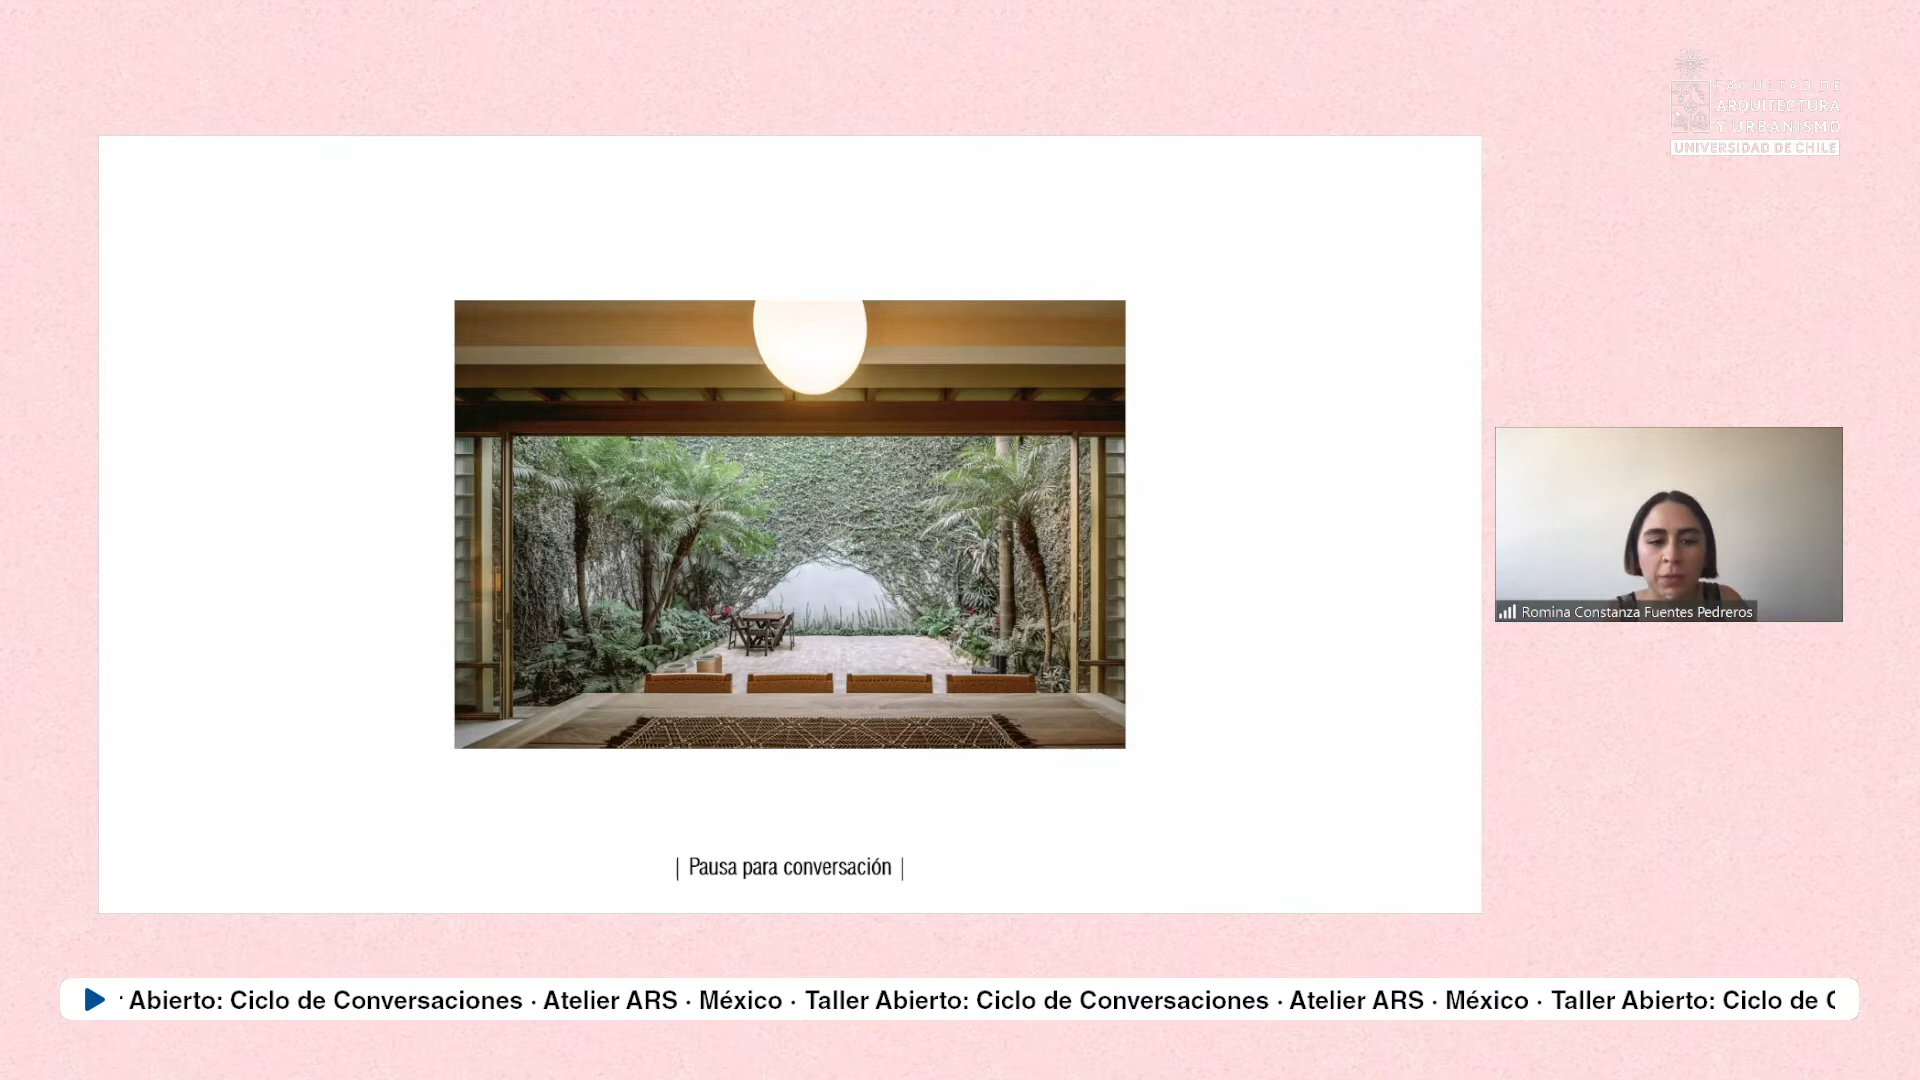 FACULTAD DE
ARQUITECTURA
Y URBANISMO
UNIVERSIDAD DE CHILE
Romina Constanza Fuentes Pedreros
| Pausa para conversación |
· Abierto: Ciclo de Conversaciones · Atelier ARS · México · Taller Abierto: Ciclo de Conversaciones · Atelier ARS · México · Taller Abierto: Ciclo de C